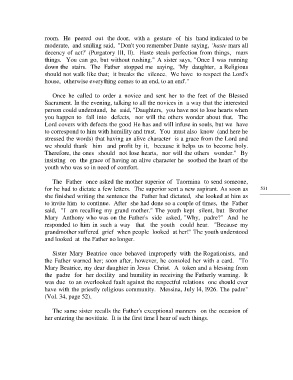 room. He peered out the door, with a gesture of his hand indicated to be
moderate, and smiling said, "Don't you remember Dante saying, haste mars all
decency of act?' (Purgatory III, II). Haste steals perfection from things, mars
things. You can go, but without rushing." A sister says, "Once I was running
down the stairs. The Father stopped me saying, 'My daughter, a Religious
should not walk like that; it breaks the silence. We have to respect the Lord's
house, otherwise everything comes to an end, to an end'."
Once he called to order a novice and sent her to the feet of the Blessed
Sacrament. In the evening, talking to all the novices in a way that the interested
person could understand, he said, "Daughters, you have not to lose hearts when
you happen to fall into defects, nor will the others wonder about that. The
Lord covers with defects the good He has and will infuse in souls, but we have
to correspond to Him with humility and trust. You must also know (and here he
stressed the words) that having an alive character is a grace from the Lord and
we should thank him and profit by it, because it helps us to become holy.
Therefore, the ones should not lose hearts, nor will the others wonder." By
insisting on the grace of having an alive character he soothed the heart of the
youth who was so in need of comfort.
The Father once asked the mother superior of Taormina to send someone,
for he had to dictate a few letters. The superior sent a new aspirant. As soon as
she finished writing the sentence the Father had dictated, she looked at him as
to invite him to continue. After she had done so a couple of times, the Father
said, "I am recalling my grand mother." The youth kept silent, but Brother
Mary Anthony who was on the Father's side asked, "Why, padre?" And he
responded to him in such a way that the youth could hear. "Because my
grandmother suffered grief when people looked at her!" The youth understood
and looked at the Father no longer.
531
Sister Mary Beatrice once behaved improperly with the Rogationists, and
the Father warned her; soon after, however, he consoled her with a card. "To
Mary Beatrice, my dear daughter in Jesus Christ. A token and a blessing from
the padre for her docility and humility in receiving the Fatherly warning. It
was due to an overlooked fault against the respectful relations one should ever
have with the priestly religious community. Messina, July 14, 1926. The padre"
(Vol. 34, page 52).
The same sister recalls the Father's exceptional manners on the occasion of
her entering the novitiate. It is the first time I hear of such things.